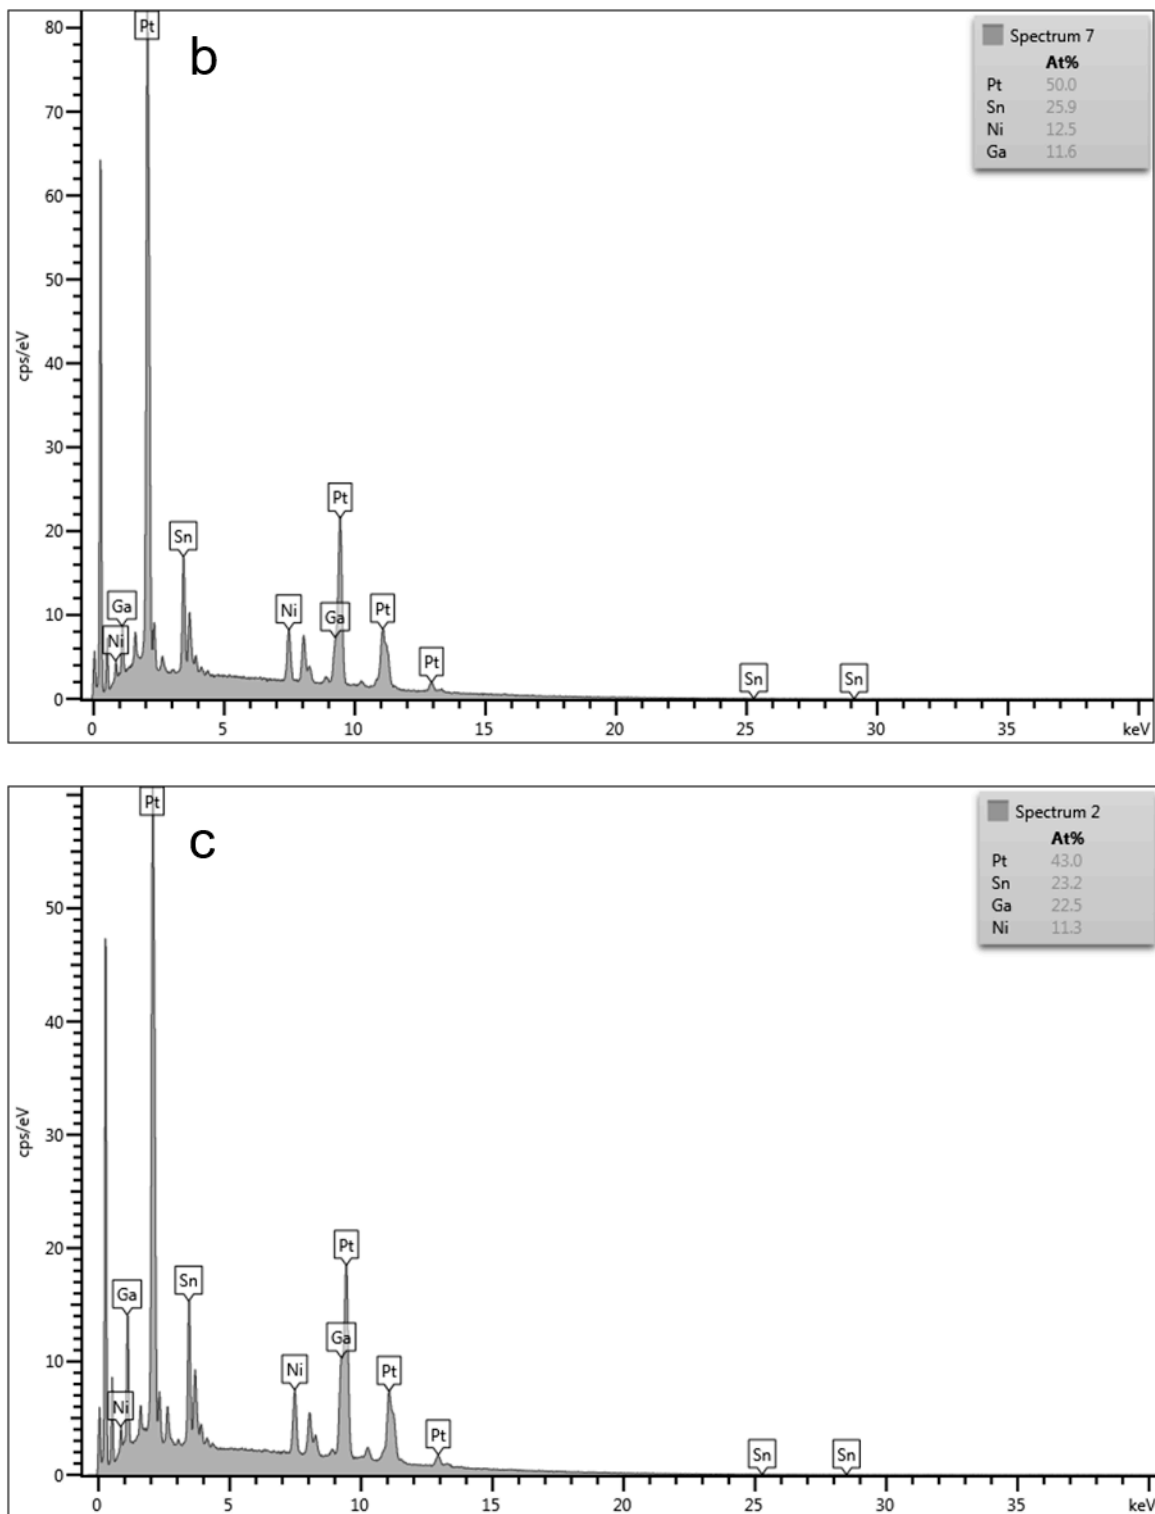 b
Spectrum 7
At%
Pt 50.0
Sn 25.9
Ni 12.5
Ga 11.6
80
70
60
50
40
30
20
10
0
cps/eV
Pt
Ga
Ni
Sn
Ni
Ga
Pt
Pt
Pt
Sn
Sn
0 5 10 15 20 25 30 35 keV
c
Spectrum 2
At%
Pt 43.0
Sn 23.2
Ga 22.5
Ni 11.3
50
40
30
20
10
0
cps/eV
Pt
Ga
Ni
Sn
Ni
Ga
Pt
Pt
Pt
Sn
Sn
0 5 10 15 20 25 30 35 keV